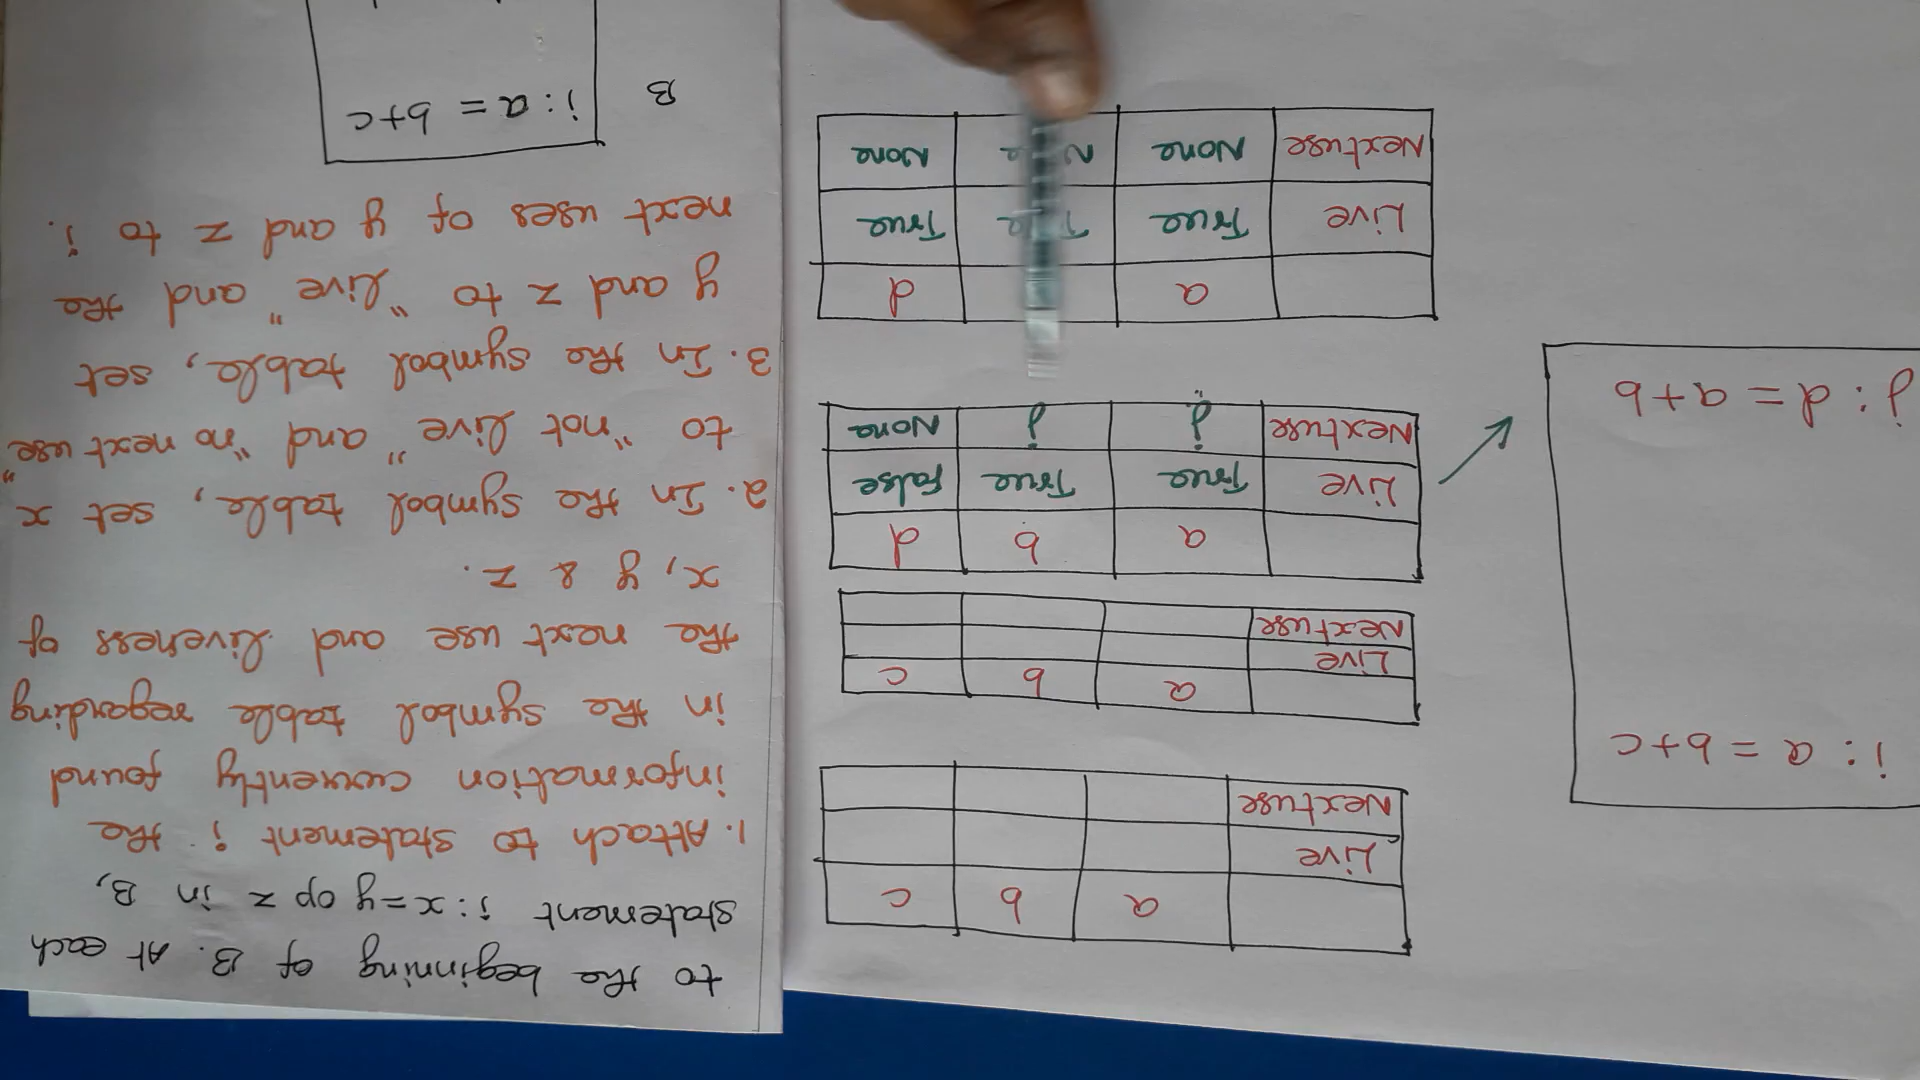 i: a = b+c
j: d = a+b
a b c
Live
Nextuse
a b c
Live
Nextuse
a b d
Live True True False
Nextuse j j None
a d
Live True True
Nextuse None None
to the beginning of B. At each
statement i: x=y op z in B,
1. Attach to statement i the
information currently found
in the symbol table regarding
the next use and liveness of
x, y & z.
2. In the symbol table, set x
to "not live" and "no next use"
3. In the symbol table, set
y and z to "live" and the
next uses of y and z to i.
B i: a = b+c